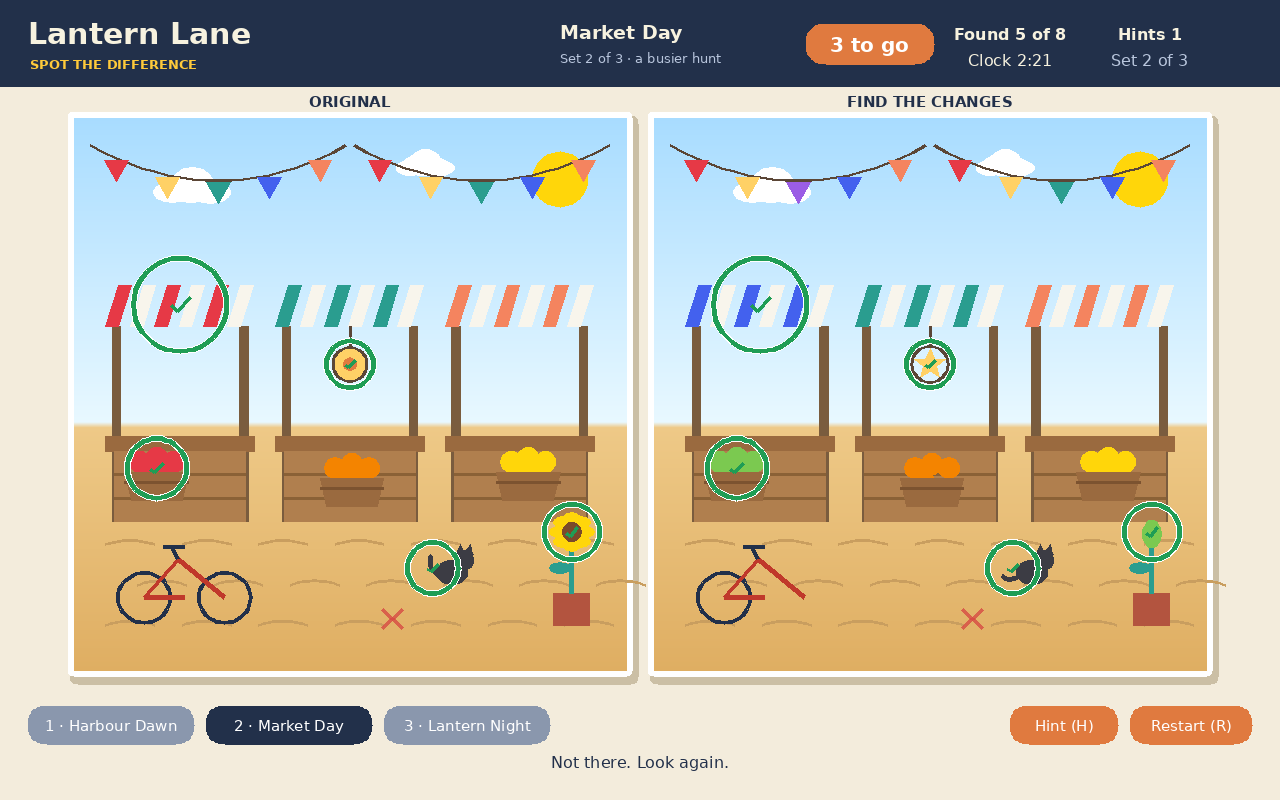 Lantern Lane
SPOT THE DIFFERENCE
Market Day
Set 2 of 3 · a busier hunt
3 to go
Found 5 of 8
Clock 2:21
Hints 1
Set 2 of 3
ORIGINAL
FIND THE CHANGES
1 · Harbour Dawn
2 · Market Day
3 · Lantern Night
Hint (H)
Restart (R)
Not there. Look again.